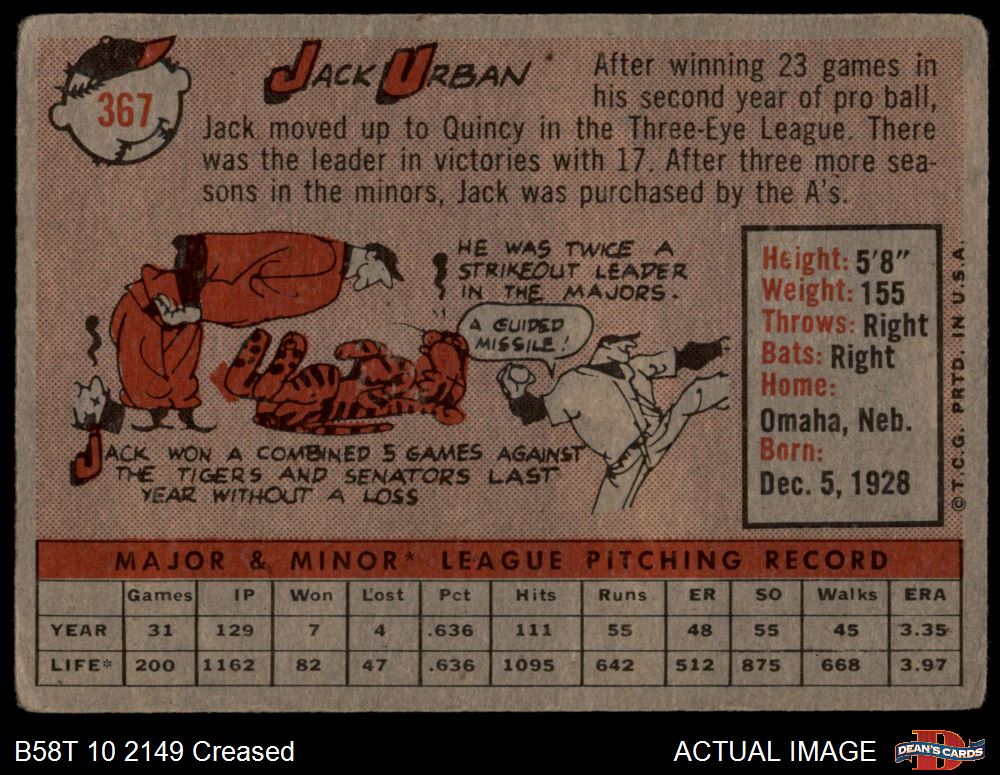 367
JACK URBAN
After winning 23 games in
his second year of pro ball,
Jack moved up to Quincy in the Three-Eye League. There
was the leader in victories with 17. After three more sea-
sons in the minors, Jack was purchased by the A's.
HE WAS TWICE A
STRIKEOUT LEADER
IN THE MAJORS.
A GUIDED
MISSILE!
JACK WON A COMBINED 5 GAMES AGAINST
THE TIGERS AND SENATORS LAST
YEAR WITHOUT A LOSS
Height: 5'8"
Weight: 155
Throws: Right
Bats: Right
Home:
Omaha, Neb.
Born:
Dec. 5, 1928
© T.C.G. PRTD. IN U.S.A.
MAJOR & MINOR* LEAGUE PITCHING RECORD
Games IP Won Lost Pct Hits Runs ER SO Walks ERA
YEAR 31 129 7 4 .636 111 55 48 55 45 3.35
LIFE* 200 1162 82 47 .636 1095 642 512 875 668 3.97
B58T 10 2149 Creased
ACTUAL IMAGE
DEAN'S CARDS